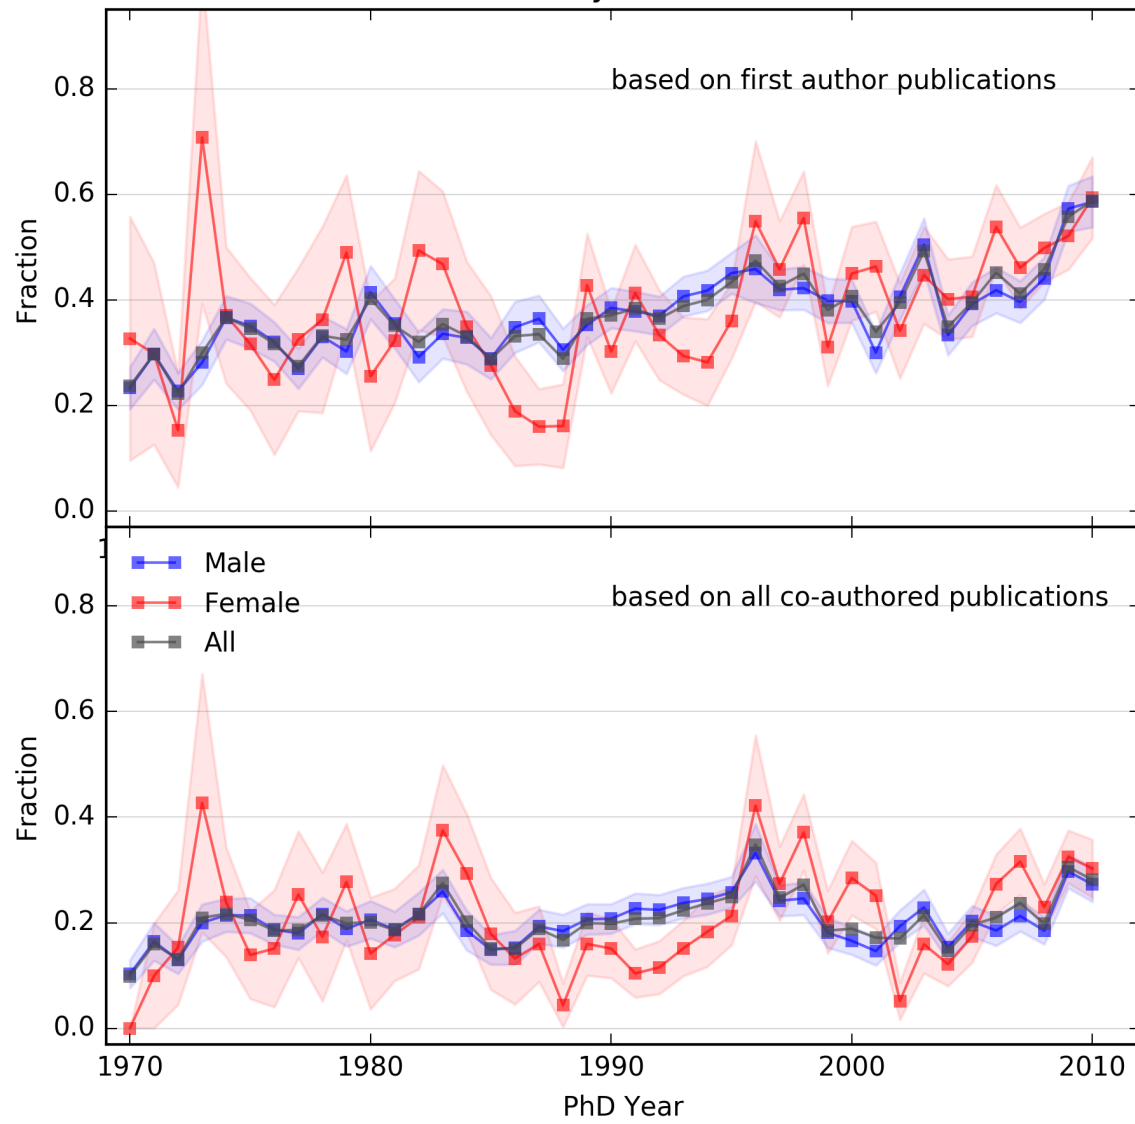 based on first author publications
0.8
0.6
0.4
0.2
0.0
Fraction
Male
Female
All
based on all co-authored publications
0.8
0.6
0.4
0.2
0.0
Fraction
1970 1980 1990 2000 2010
PhD Year